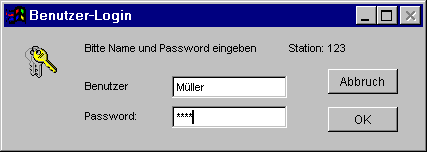 Benutzer-Login
Bitte Name und Password eingeben Station: 123
Benutzer Müller Abbruch
Password: **** OK